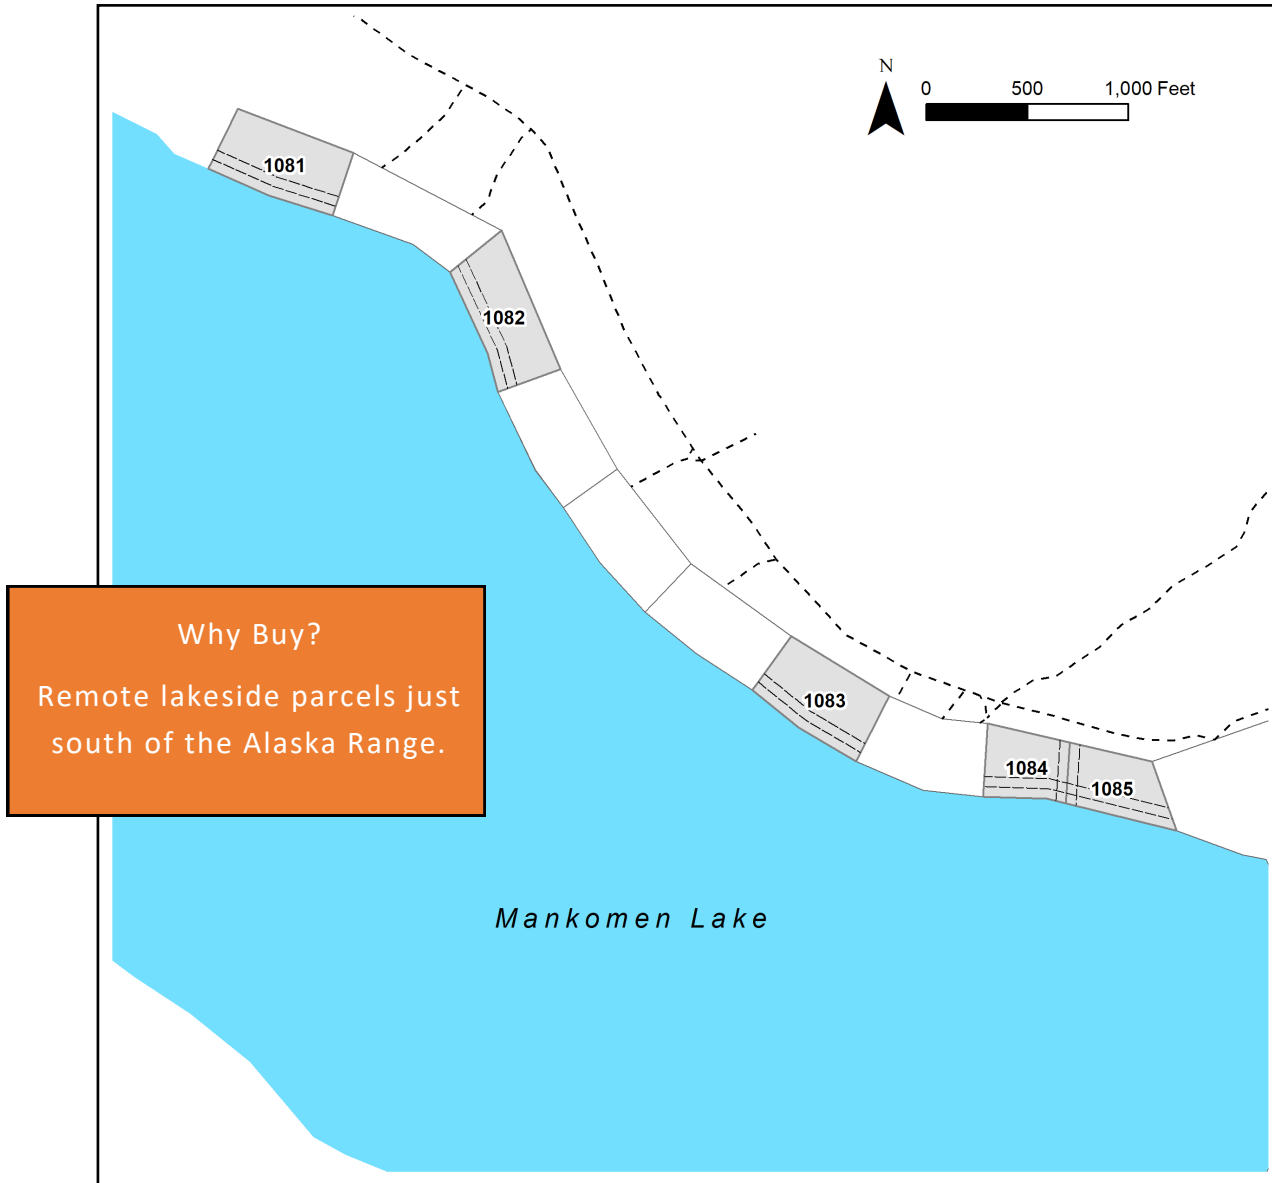 N
0 500 1,000 Feet
1081
1082
Why Buy?
Remote lakeside parcels just
south of the Alaska Range.
1083
1084
1085
Mankomen Lake